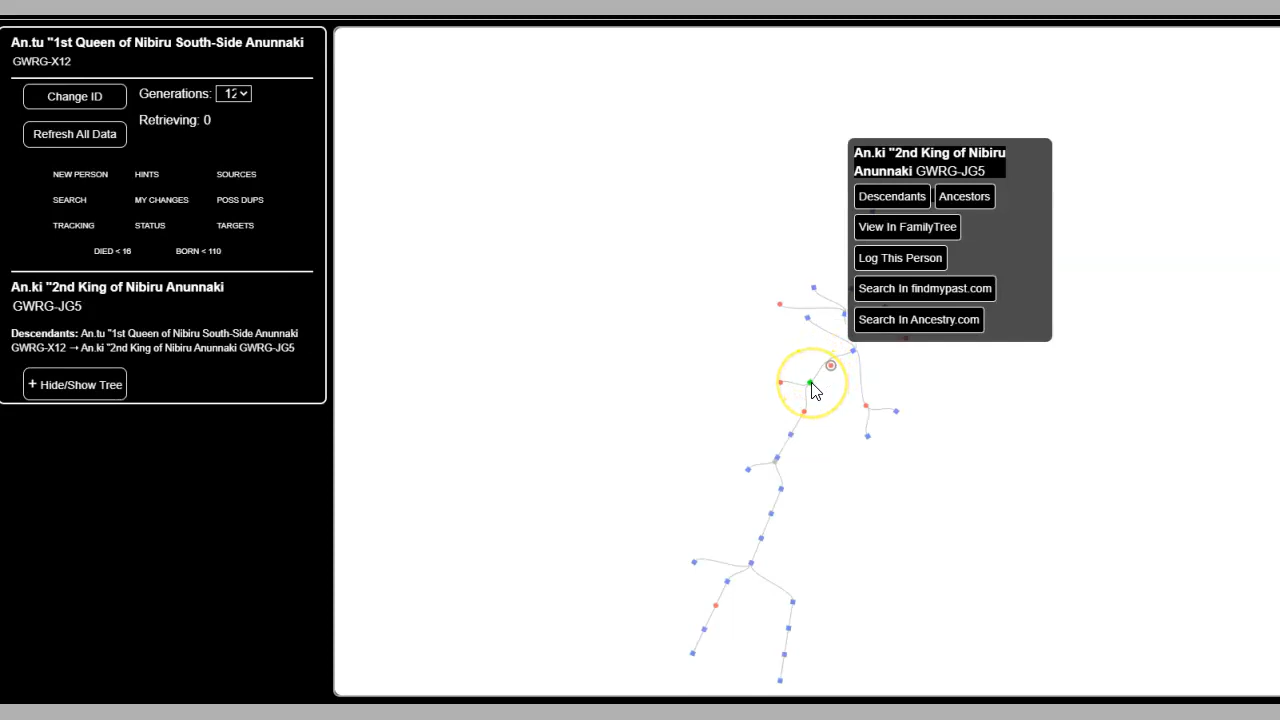 An.tu "1st Queen of Nibiru South-Side Anunnaki
GWRG-X12
Change ID
Generations: 12
Refresh All Data
Retrieving: 0
NEW PERSON HINTS SOURCES
SEARCH MY CHANGES POSS DUPS
TRACKING STATUS TARGETS
DIED < 16 BORN < 110
An.ki "2nd King of Nibiru Anunnaki
GWRG-JG5
Descendants: An.tu "1st Queen of Nibiru South-Side Anunnaki
GWRG-X12 → An.ki "2nd King of Nibiru Anunnaki GWRG-JG5
+ Hide/Show Tree
An.ki "2nd King of Nibiru
Anunnaki GWRG-JG5
Descendants Ancestors
View In FamilyTree
Log This Person
Search In findmypast.com
Search In Ancestry.com